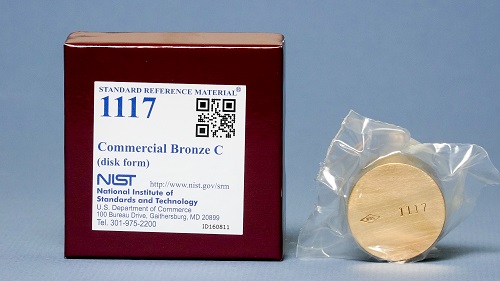 STANDARD REFERENCE MATERIAL®
1117
Commercial Bronze C
(disk form)
NIST http://www.nist.gov/srm
National Institute of
Standards and Technology
U.S. Department of Commerce
100 Bureau Drive, Gaithersburg, MD 20899
Tel. 301-975-2200
ID160811
1117